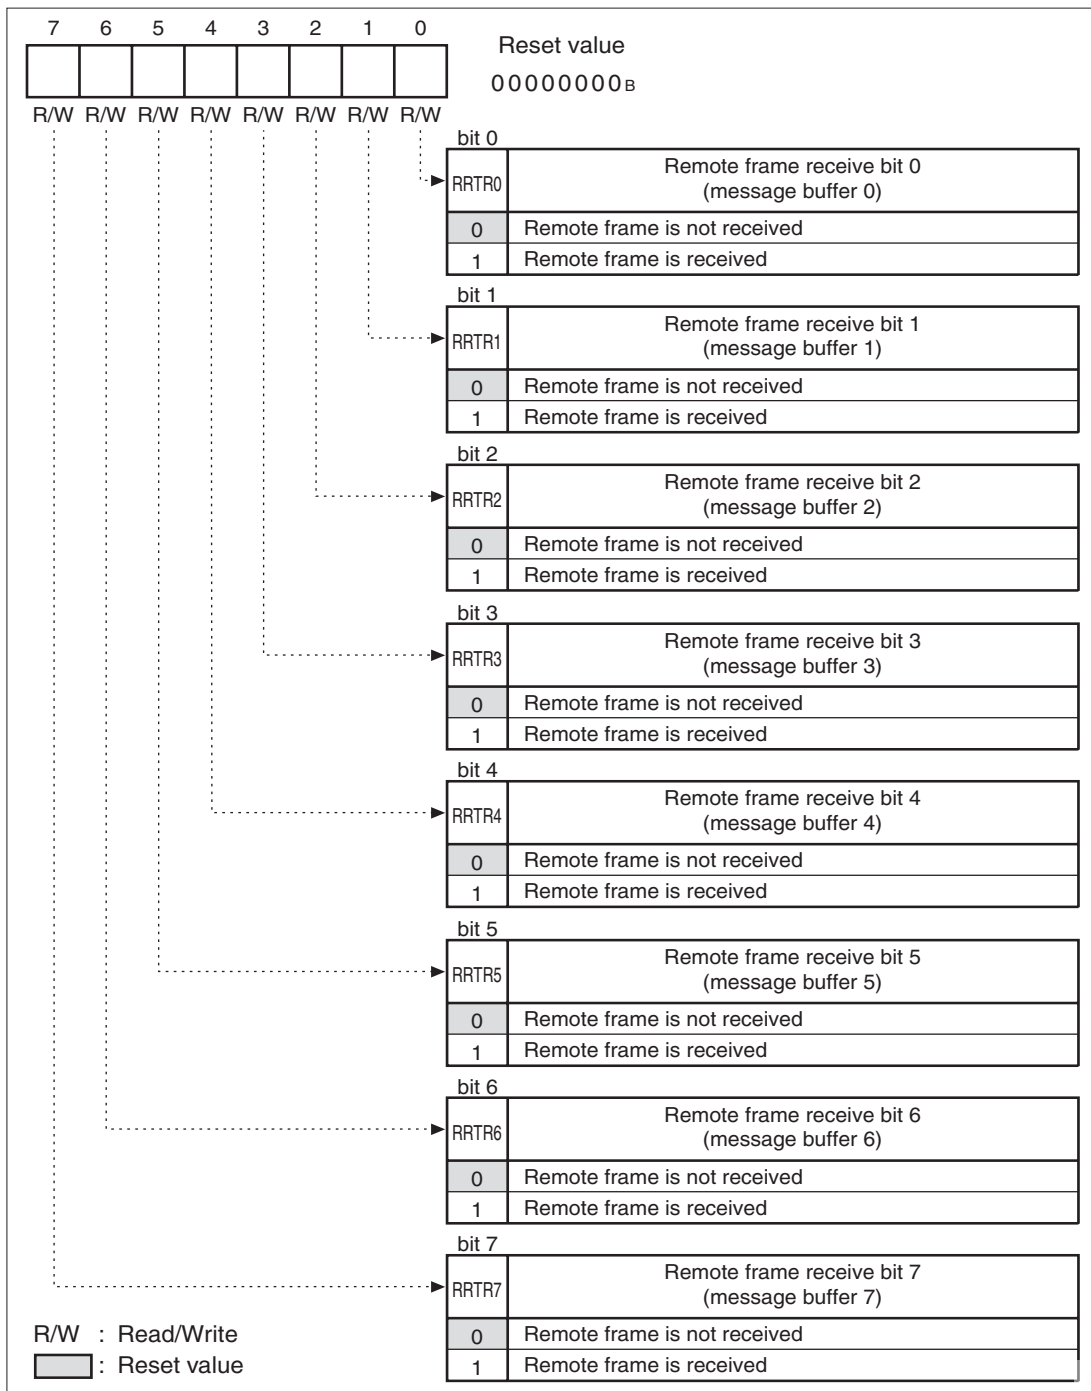 7 6 5 4 3 2 1 0
Reset value
00000000B
R/W R/W R/W R/W R/W R/W R/W R/W
bit 0
RRTR0 Remote frame receive bit 0
(message buffer 0)
0 Remote frame is not received
1 Remote frame is received
bit 1
RRTR1 Remote frame receive bit 1
(message buffer 1)
0 Remote frame is not received
1 Remote frame is received
bit 2
RRTR2 Remote frame receive bit 2
(message buffer 2)
0 Remote frame is not received
1 Remote frame is received
bit 3
RRTR3 Remote frame receive bit 3
(message buffer 3)
0 Remote frame is not received
1 Remote frame is received
bit 4
RRTR4 Remote frame receive bit 4
(message buffer 4)
0 Remote frame is not received
1 Remote frame is received
bit 5
RRTR5 Remote frame receive bit 5
(message buffer 5)
0 Remote frame is not received
1 Remote frame is received
bit 6
RRTR6 Remote frame receive bit 6
(message buffer 6)
0 Remote frame is not received
1 Remote frame is received
bit 7
RRTR7 Remote frame receive bit 7
(message buffer 7)
0 Remote frame is not received
1 Remote frame is received
R/W : Read/Write
: Reset value